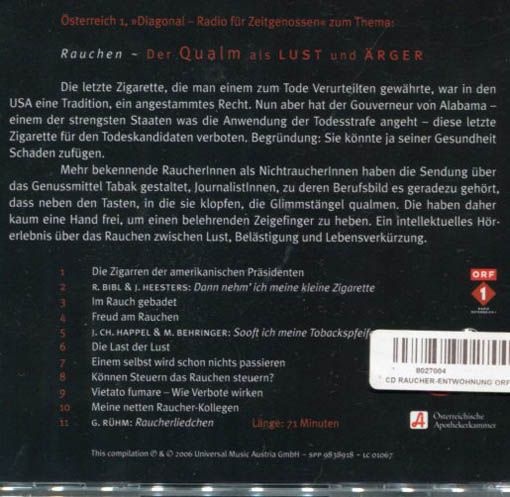 Österreich 1, »Diagonal – Radio für Zeitgenossen« zum Thema:
Rauchen ~ Der Qualm als LUST und ÄRGER
Die letzte Zigarette, die man einem zum Tode Verurteilten gewährte, war in den
USA eine Tradition, ein angestammtes Recht. Nun aber hat der Gouverneur von Alabama –
einem der strengsten Staaten was die Anwendung der Todesstrafe angeht – diese letzte
Zigarette für den Todeskandidaten verboten. Begründung: Sie könnte ja seiner Gesundheit
Schaden zufügen.
Mehr bekennende RaucherInnen als NichtraucherInnen haben die Sendung über
das Genussmittel Tabak gestaltet, JournalistInnen, zu deren Berufsbild es geradezu gehört,
dass neben den Tasten, in die sie klopfen, die Glimmstängel qualmen. Die haben daher
kaum eine Hand frei, um einen belehrenden Zeigefinger zu heben. Ein intellektuelles Hör-
erlebnis über das Rauchen zwischen Lust, Belästigung und Lebensverkürzung.
1 Die Zigarren der amerikanischen Präsidenten
2 R. BIBL & J. HEESTERS: Dann nehm' ich meine kleine Zigarette
3 Im Rauch gebadet
4 Freud am Rauchen
5 J. CH. HAPPEL & M. BEHRINGER: Sooft ich meine Tobackspfeife
6 Die Last der Lust
7 Einem selbst wird schon nichts passieren
8 Können Steuern das Rauchen steuern?
9 Vietato fumare – Wie Verbote wirken
10 Meine netten Raucher-Kollegen
11 G. RÜHM: Raucherliedchen Länge: 71 Minuten
ORF
1
8027004
CD RAUCHER-ENTWOHNUNG ORF
Österreichische
Apothekerkammer
This compilation ℗ & © 2006 Universal Music Austria GmbH – SPP 9838918 – LC 01067